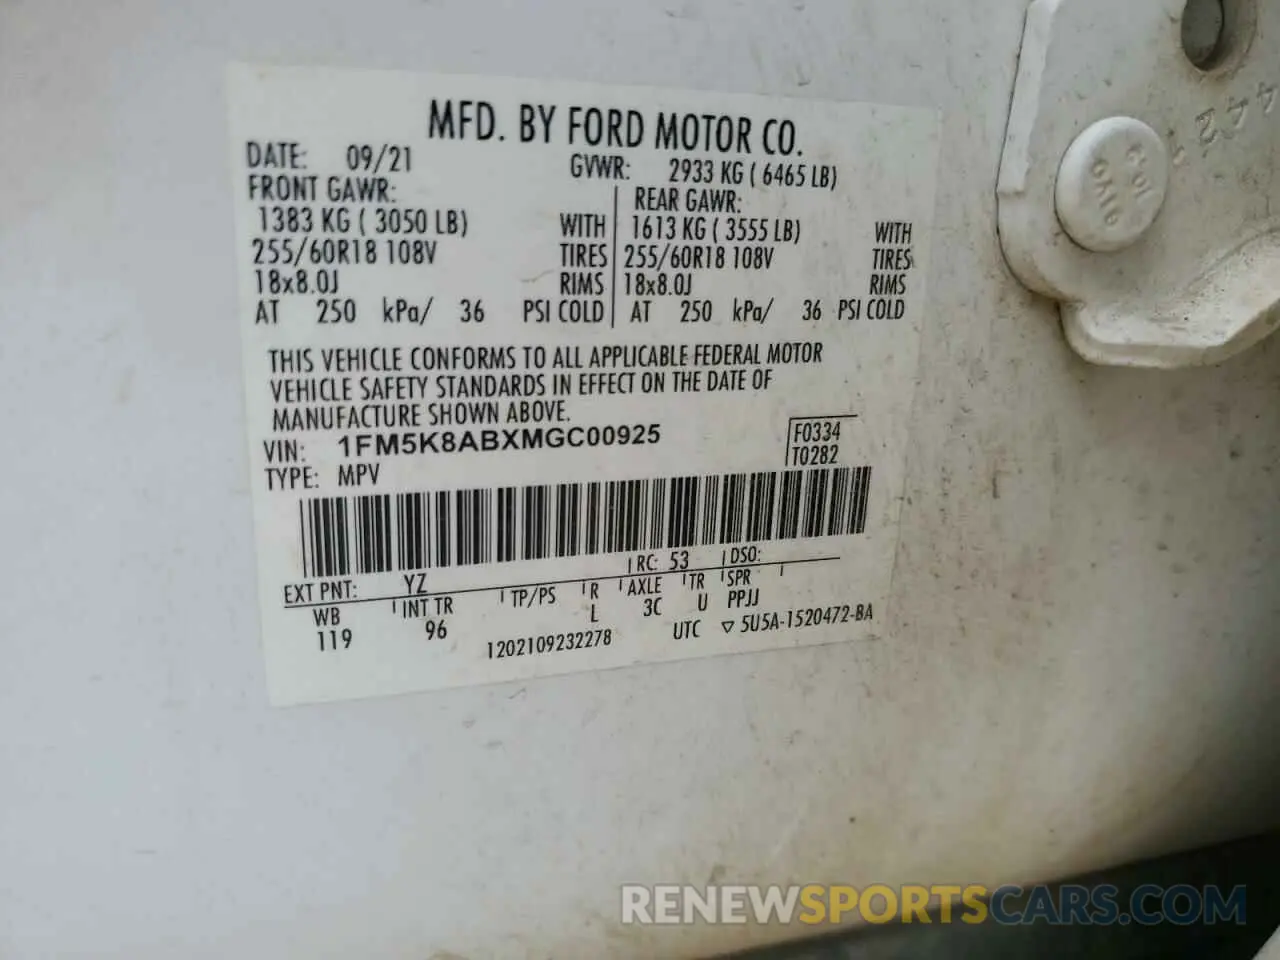 MFD. BY FORD MOTOR CO.
DATE: 09/21 GVWR: 2933 KG ( 6465 LB)
FRONT GAWR: REAR GAWR:
1383 KG ( 3050 LB) WITH 1613 KG ( 3555 LB) WITH
255/60R18 108V TIRES 255/60R18 108V TIRES
18x8.0J RIMS 18x8.0J RIMS
AT 250 kPa/ 36 PSI COLD AT 250 kPa/ 36 PSI COLD
THIS VEHICLE CONFORMS TO ALL APPLICABLE FEDERAL MOTOR
VEHICLE SAFETY STANDARDS IN EFFECT ON THE DATE OF
MANUFACTURE SHOWN ABOVE.
VIN: 1FM5K8ABXMGC00925 F0334
TYPE: MPV T0282
EXT PNT: YZ RC: 53 DSO:
WB INT TR TP/PS R AXLE TR SPR
119 96 L 3C U PPJJ
1202109232278 UTC ▽ 5U5A-1520472-BA
442
10.9
RENEWSPORTSCARS.COM